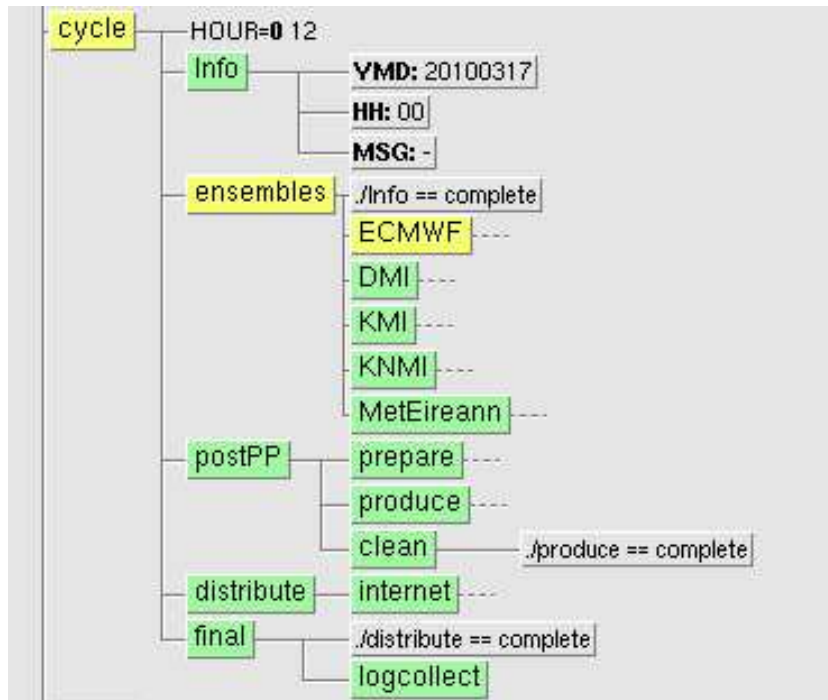 cycle HOUR=0 12
Info YMD: 20100317
HH: 00
MSG: -
ensembles ./Info == complete
ECMWF
DMI
KMI
KNMI
MetEireann
postPP prepare
produce
clean ./produce == complete
distribute internet
final ./distribute == complete
logcollect